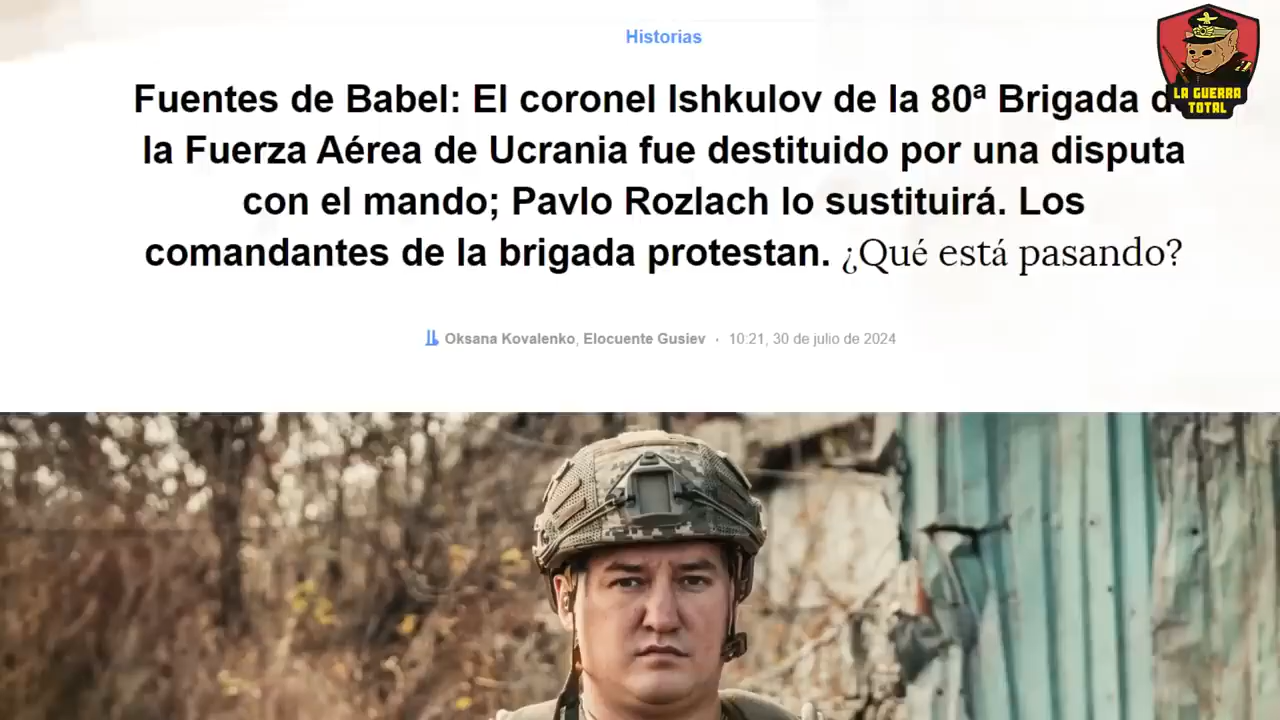 Historias
LA GUERRA
TOTAL
Fuentes de Babel: El coronel Ishkulov de la 80ª Brigada
la Fuerza Aérea de Ucrania fue destituido por una disputa
con el mando; Pavlo Rozlach lo sustituirá. Los
comandantes de la brigada protestan. ¿Qué está pasando?
Oksana Kovalenko, Elocuente Gusiev · 10:21, 30 de julio de 2024